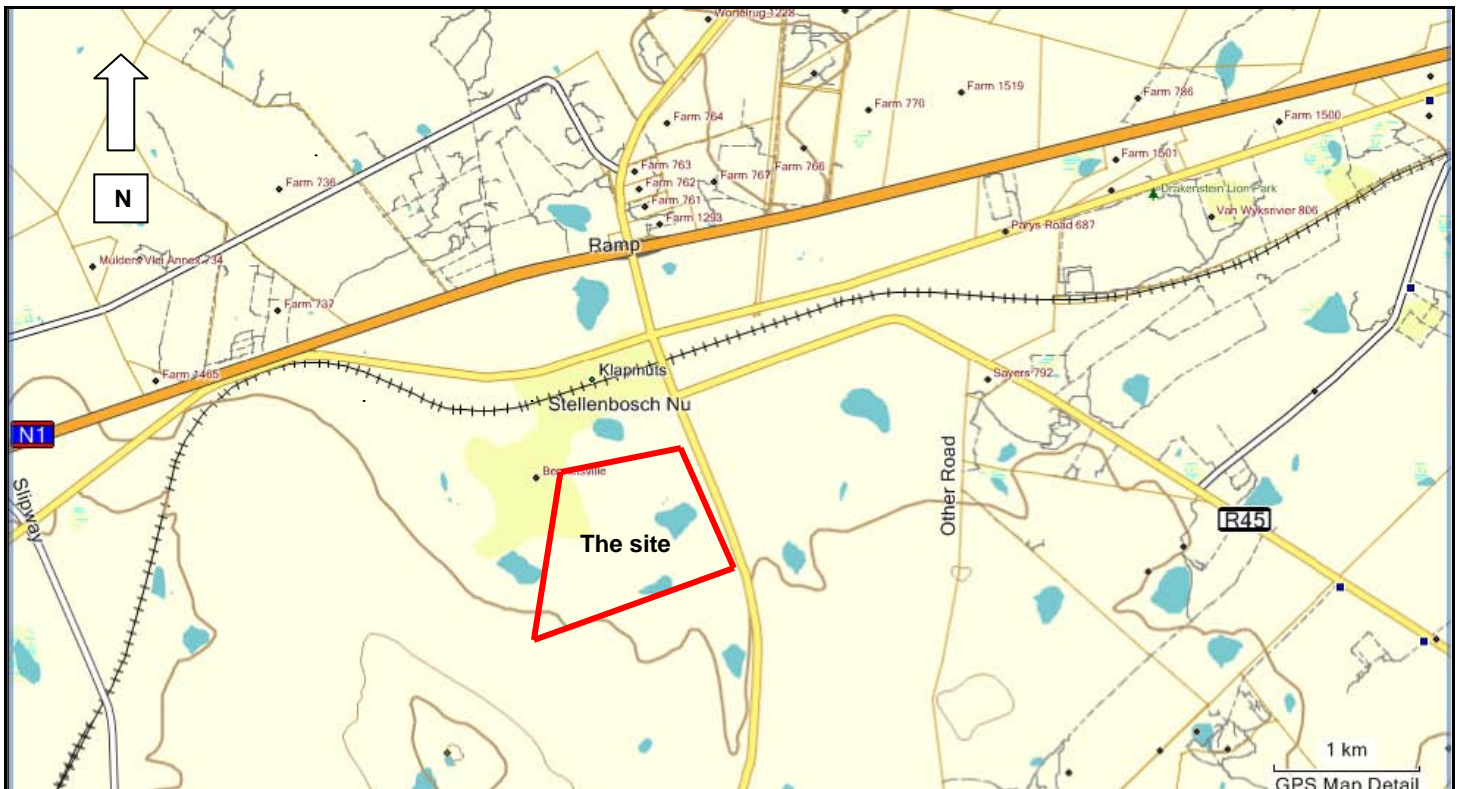 Wortelrug 1228
Farm 1519
Farm 770
Farm 786
Farm 764
Farm 1500
Farm 763
Farm 766
Farm 1501
Farm 736
Farm 762
Farm 767
Drakenstein Lion Park
N
Farm 761
Van Wyksrivier 806
Farm 1293
Parys Road 687
Ramp
Mulders Vlei Annex 734
Farm 737
Klapmuts
Farm 1465
Sayers 792
Stellenbosch Nu
N1
Slipway
Other Road
R45
The site
1 km
GPS Map Detail